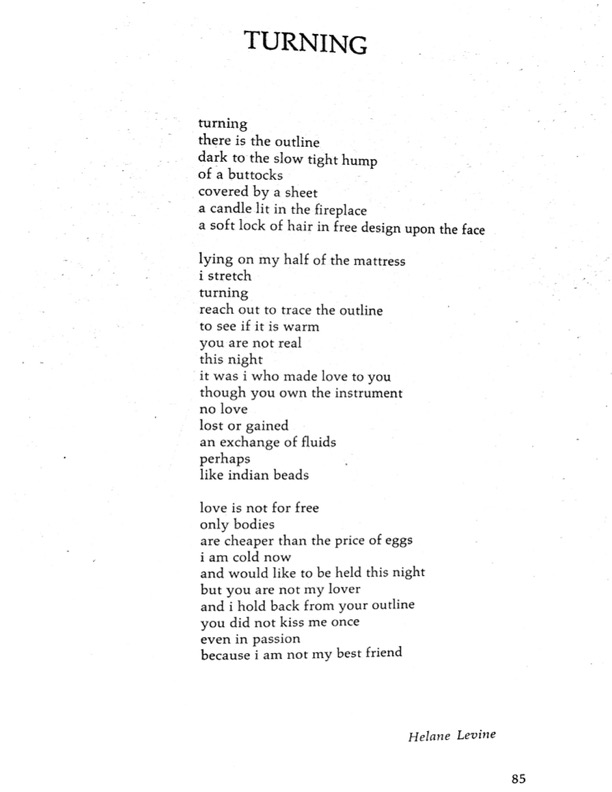 TURNING
turning
there is the outline
dark to the slow tight hump
of a buttocks
covered by a sheet
a candle lit in the fireplace
a soft lock of hair in free design upon the face
lying on my half of the mattress
i stretch
turning
reach out to trace the outline
to see if it is warm
you are not real
this night
it was i who made love to you
though you own the instrument
no love
lost or gained
an exchange of fluids
perhaps
like indian beads
love is not for free
only bodies
are cheaper than the price of eggs
i am cold now
and would like to be held this night
but you are not my lover
and i hold back from your outline
you did not kiss me once
even in passion
because i am not my best friend
Helane Levine
85